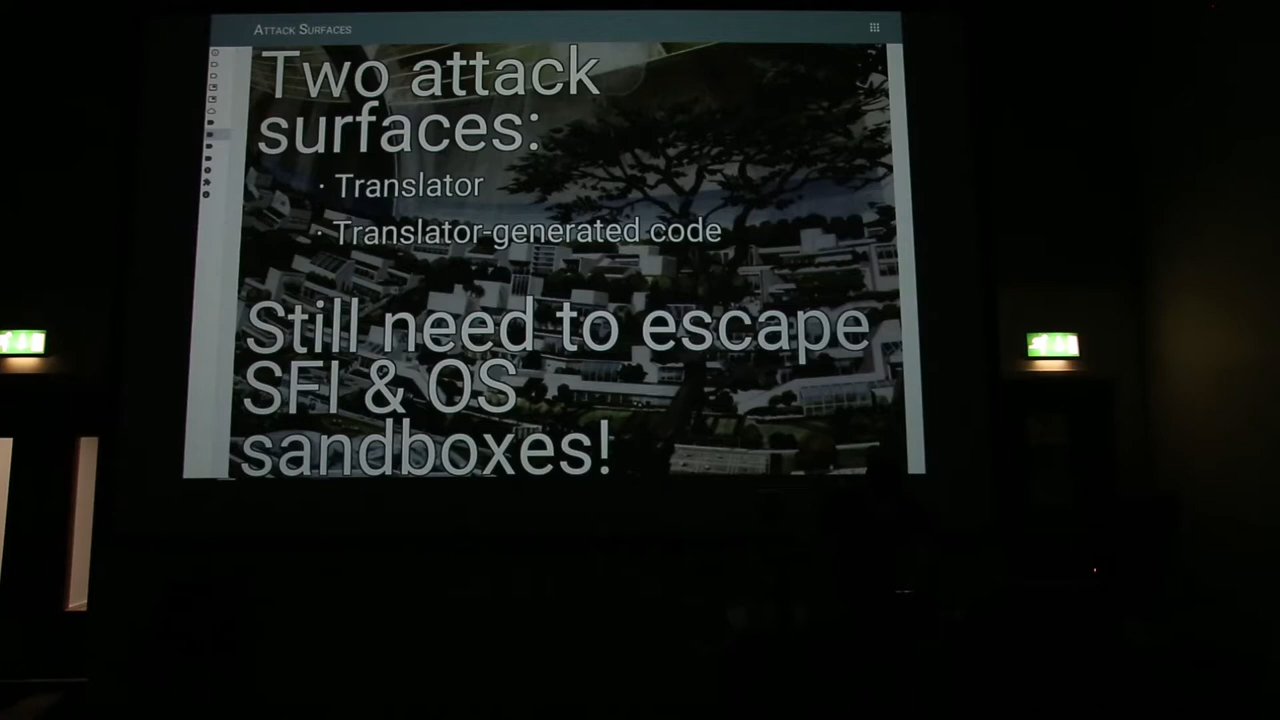 Attack Surfaces
Two attack
surfaces:
· Translator
· Translator-generated code
Still need to escape
SFI & OS
sandboxes!